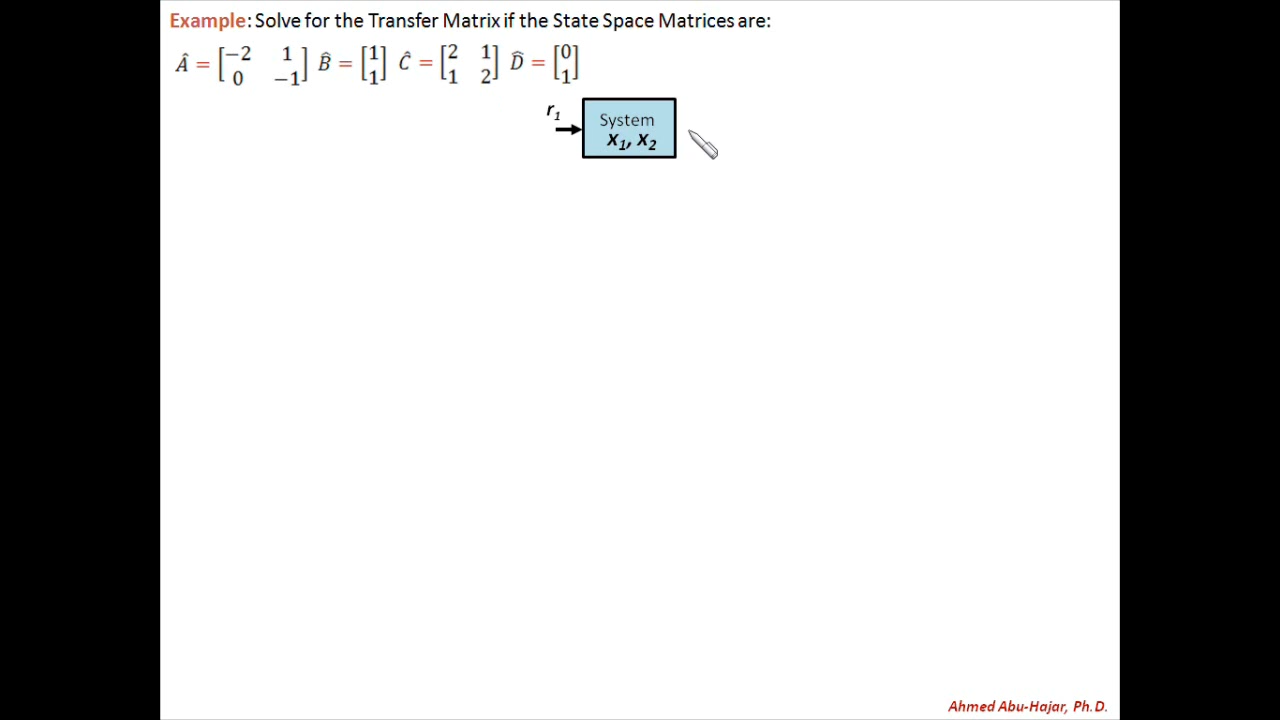 Example: Solve for the Transfer Matrix if the State Space Matrices are:
Â = [−2 1; 0 −1] B̂ = [1; 1] Ĉ = [2 1; 1 2] D̂ = [0; 1]
r₁
System
X₁, X₂
Ahmed Abu-Hajar, Ph.D.